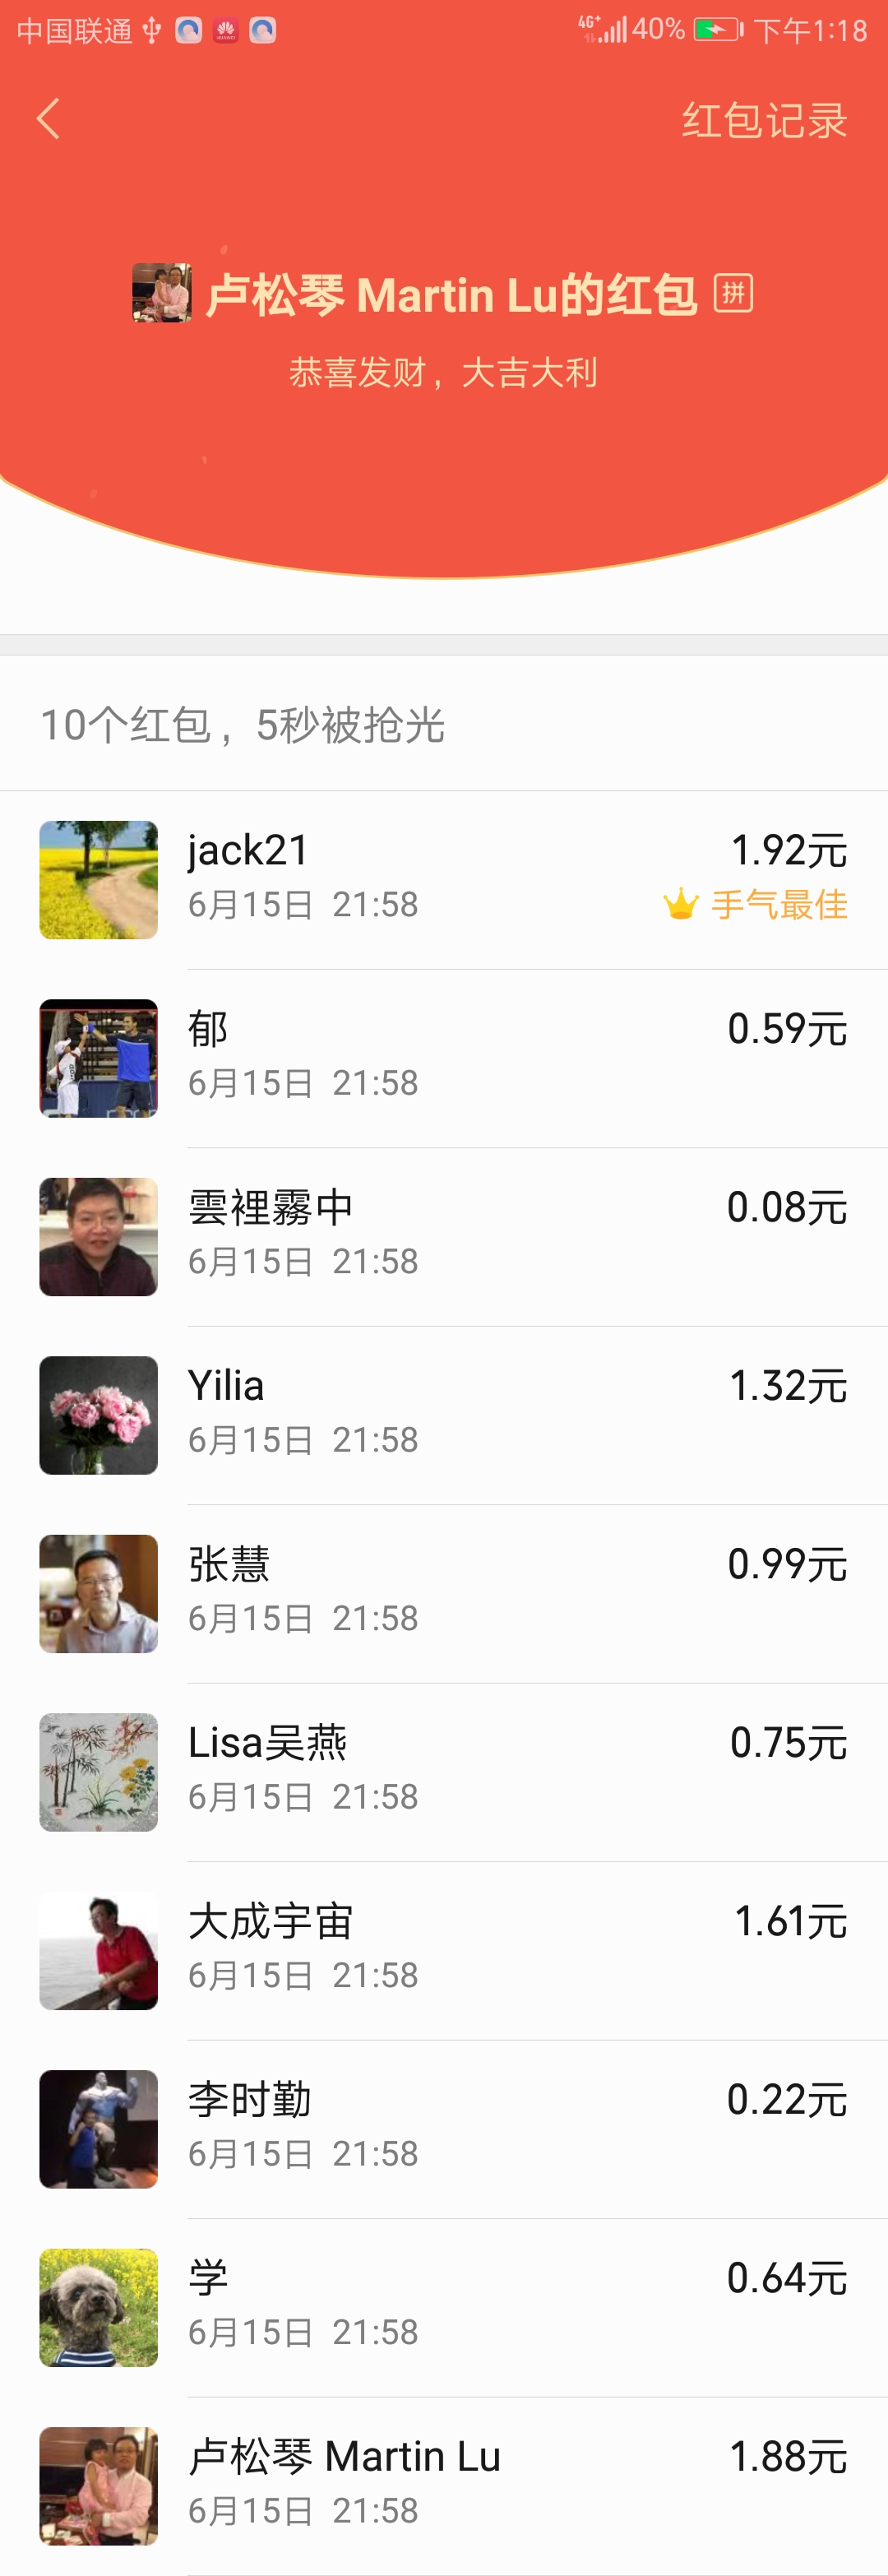 中国联通 4G+ 40% 下午1:18
红包记录
卢松琴 Martin Lu的红包 拼
恭喜发财，大吉大利
10个红包，5秒被抢光
jack21 1.92元
6月15日 21:58 手气最佳
郁 0.59元
6月15日 21:58
雲裡霧中 0.08元
6月15日 21:58
Yilia 1.32元
6月15日 21:58
张慧 0.99元
6月15日 21:58
Lisa吴燕 0.75元
6月15日 21:58
大成宇宙 1.61元
6月15日 21:58
李时勤 0.22元
6月15日 21:58
学 0.64元
6月15日 21:58
卢松琴 Martin Lu 1.88元
6月15日 21:58